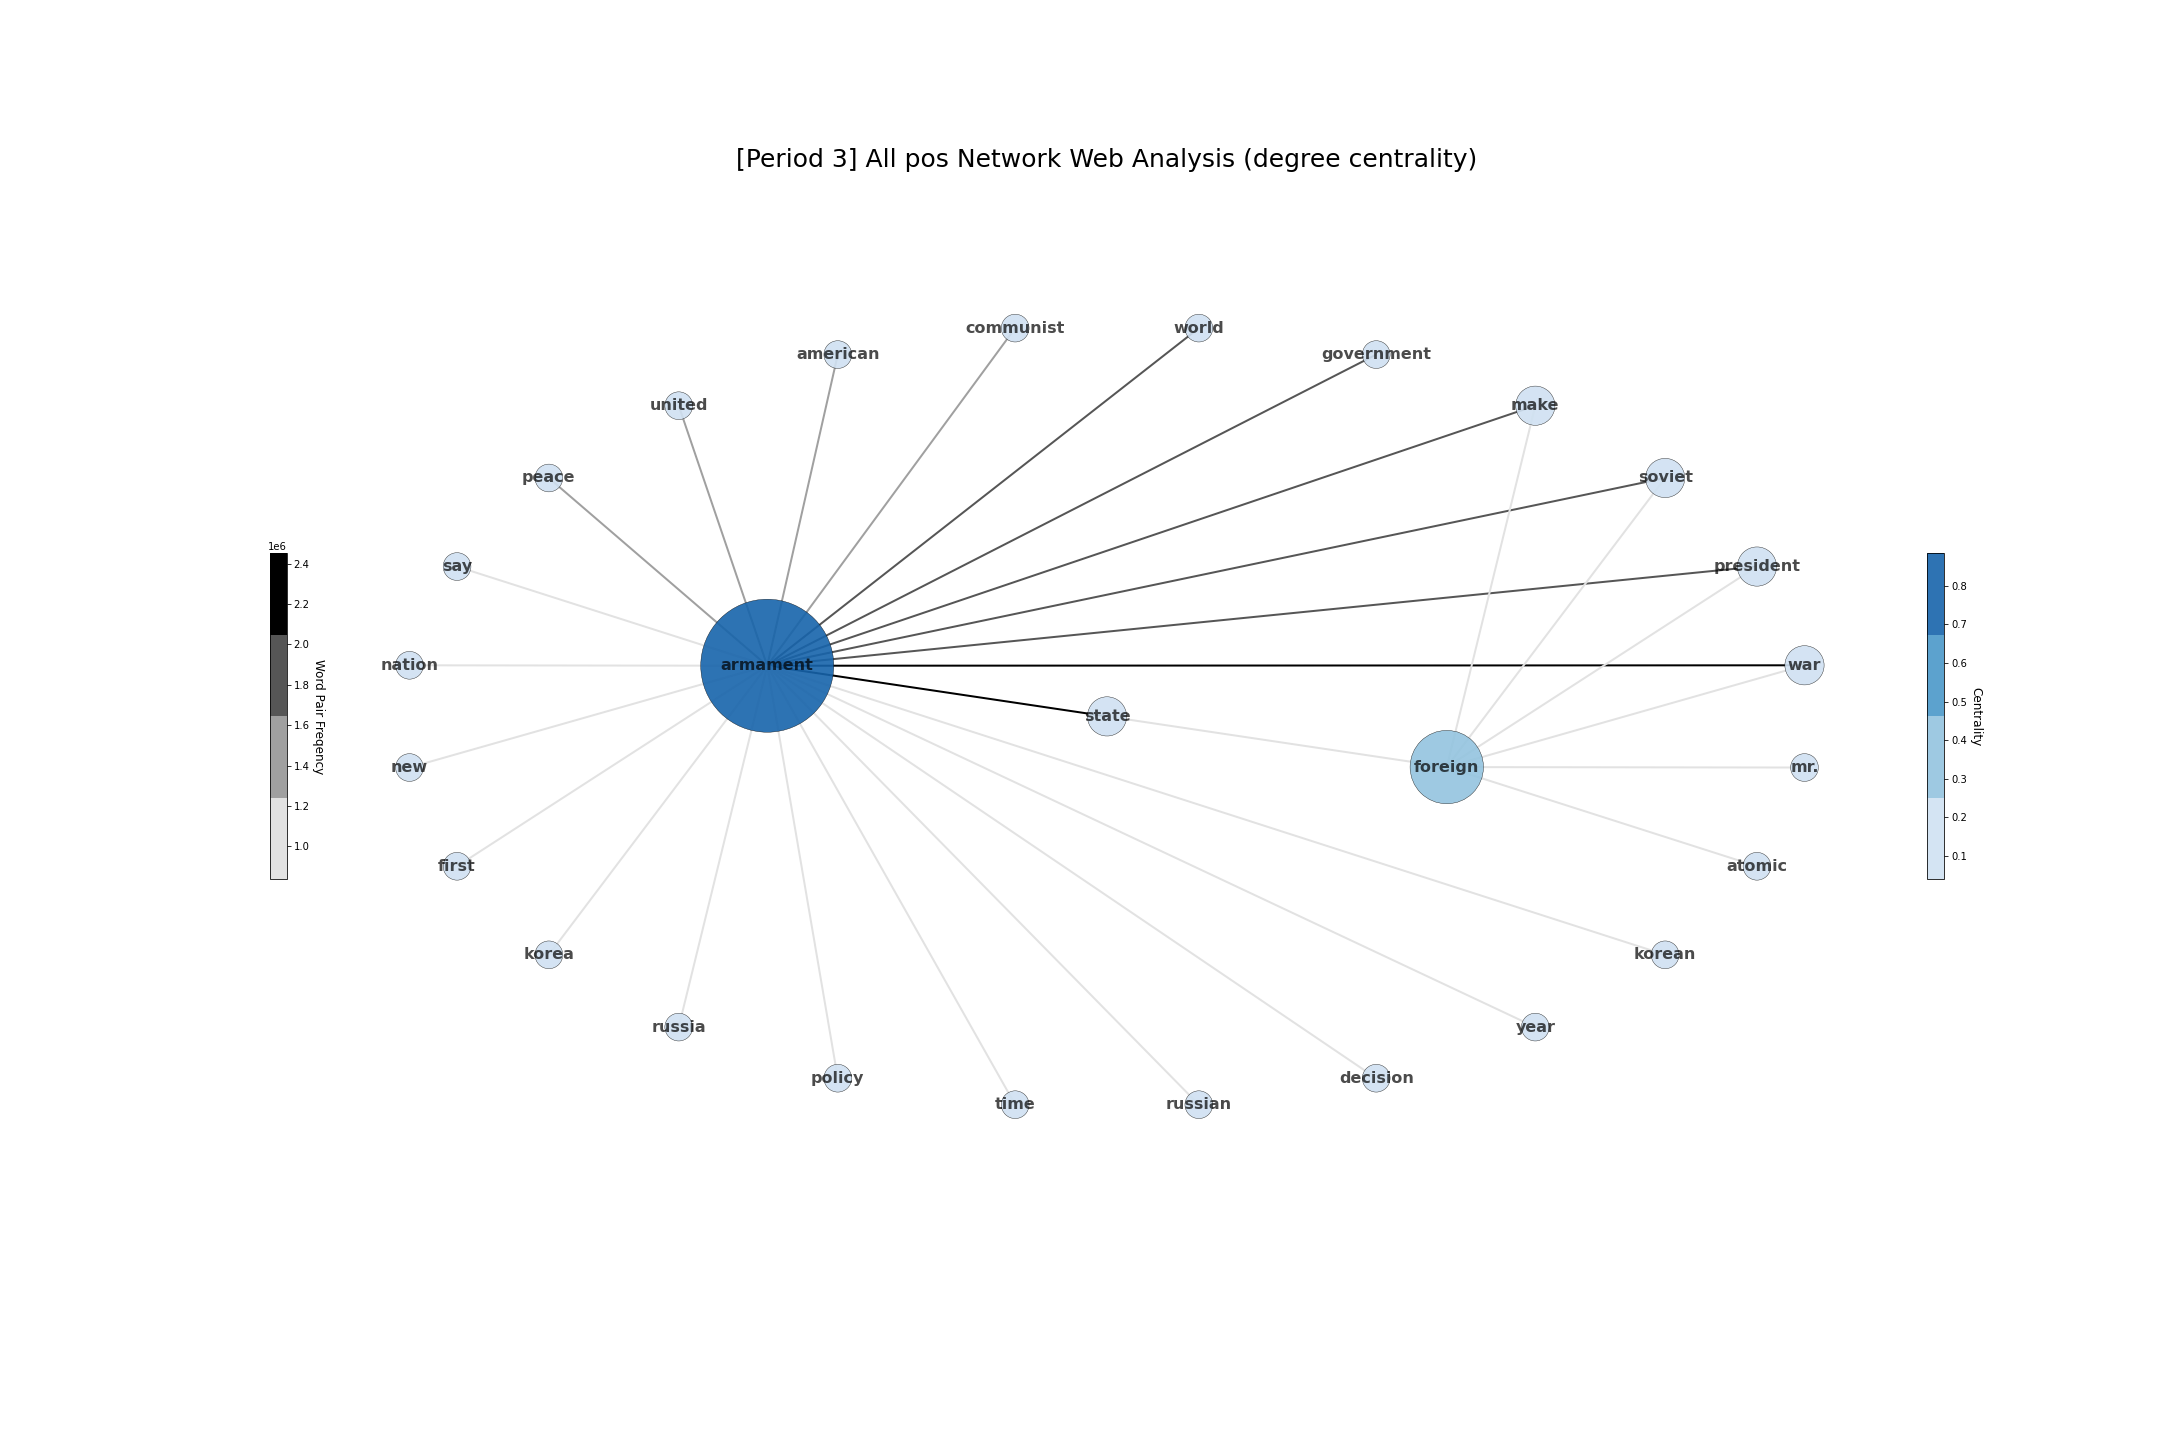 [Period 3] All pos Network Web Analysis (degree centrality)
communist
world
american
government
united
make
peace
soviet
1e6
say
president
2.4
2.2
2.0
1.8
1.6
1.4
1.2
1.0
Word Pair Freqency
nation
armament
war
state
new
foreign
mr.
0.8
0.7
0.6
0.5
0.4
0.3
0.2
0.1
Centrality
first
atomic
korea
korean
russia
year
policy
decision
time
russian